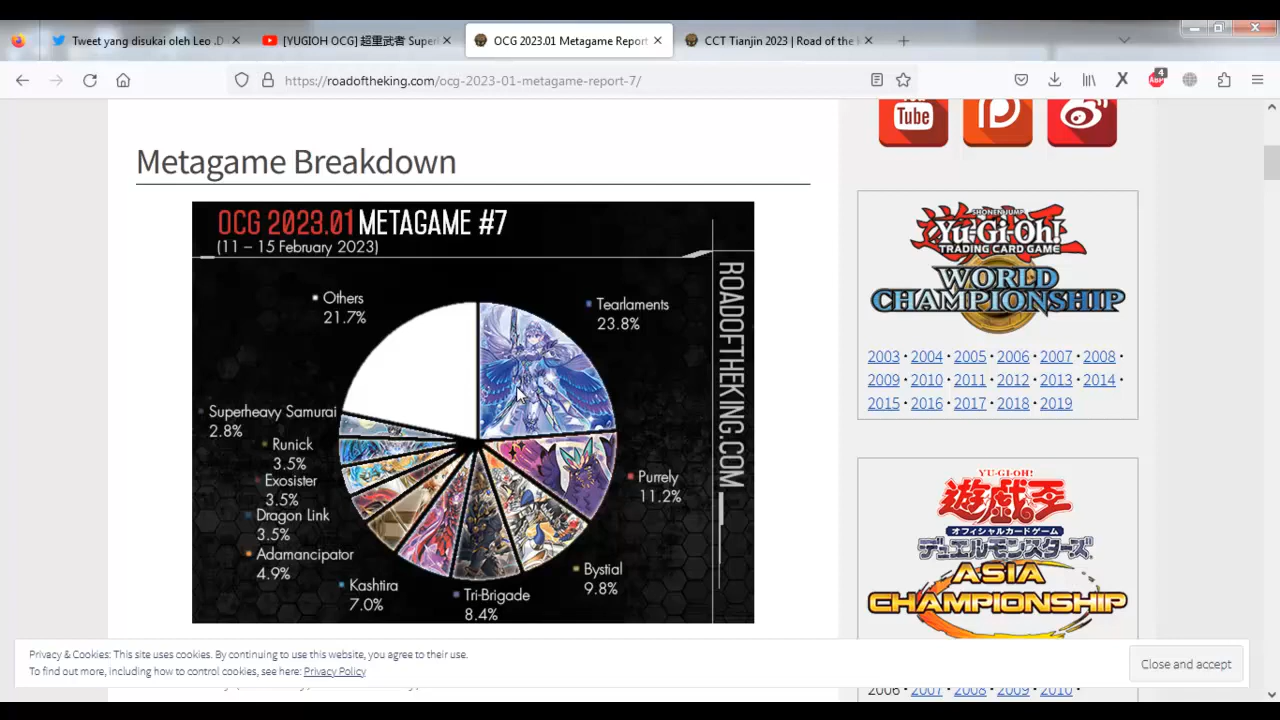 Tweet yang disukai oleh Leo .D
[YUGIOH OCG] 超重武者 Super
OCG 2023.01 Metagame Report
CCT Tianjin 2023 | Road of the
https://roadoftheking.com/ocg-2023-01-metagame-report-7/
4
You
Tube
Metagame Breakdown
OCG 2023.01 METAGAME #7
(11 – 15 February 2023)
ROADOFTHEKING.COM
Others
21.7%
Tearlaments
23.8%
Superheavy Samurai
2.8%
Runick
3.5%
Exosister
3.5%
Dragon Link
3.5%
Adamancipator
4.9%
Kashtira
7.0%
Tri-Brigade
8.4%
Bystial
9.8%
Purrely
11.2%
SHONEN JUMP
Yu-Gi-Oh!
TRADING CARD GAME
WORLD
CHAMPIONSHIP
2003 • 2004 • 2005 • 2006 • 2007 • 2008 •
2009 • 2010 • 2011 • 2012 • 2013 • 2014 •
2015 • 2016 • 2017 • 2018 • 2019
YU-GI-OH!
遊戯王
オフィシャルカードゲーム
デュエルモンスターズ
ASIA
CHAMPIONSHIP
2006 • 2007 • 2008 • 2009 • 2010 •
Privacy & Cookies: This site uses cookies. By continuing to use this website, you agree to their use.
To find out more, including how to control cookies, see here: Privacy Policy
Close and accept